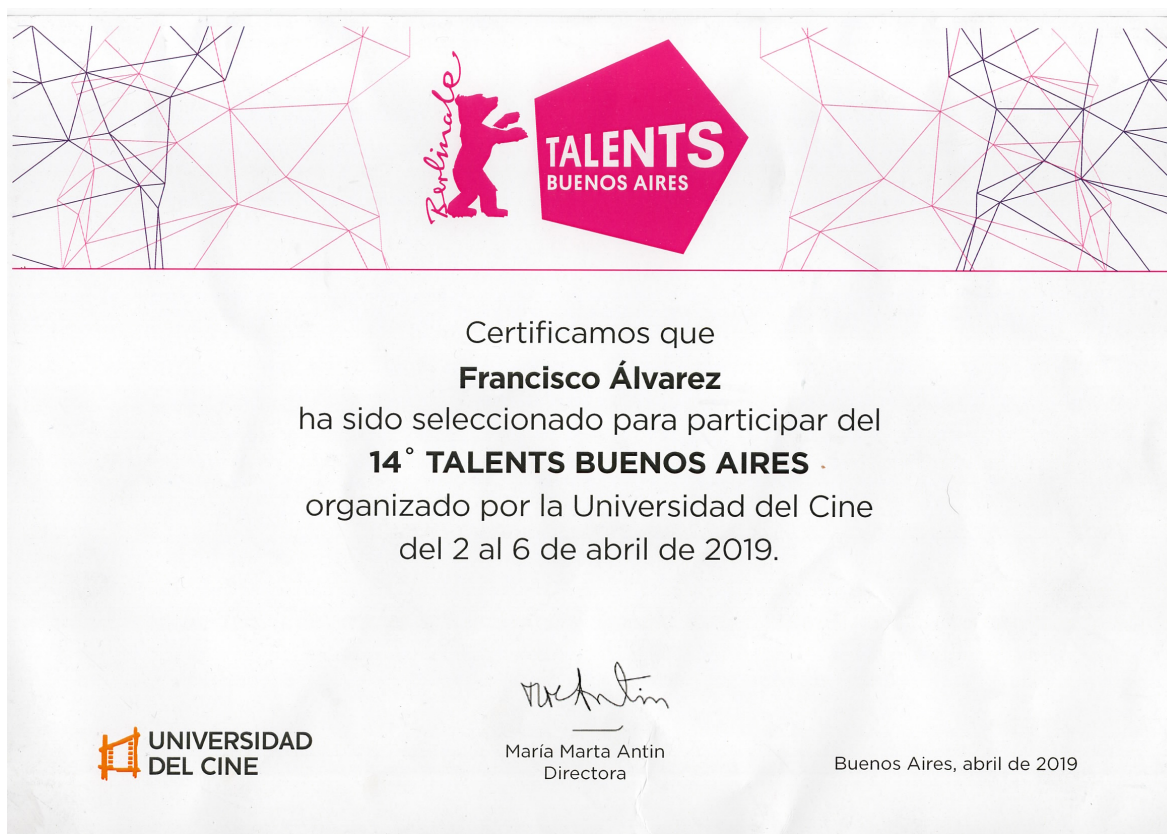 Berlinale
TALENTS
BUENOS AIRES
Certificamos que
Francisco Álvarez
ha sido seleccionado para participar del
14° TALENTS BUENOS AIRES
organizado por la Universidad del Cine
del 2 al 6 de abril de 2019.
MM Antin
María Marta Antin
Directora
UNIVERSIDAD
DEL CINE
Buenos Aires, abril de 2019